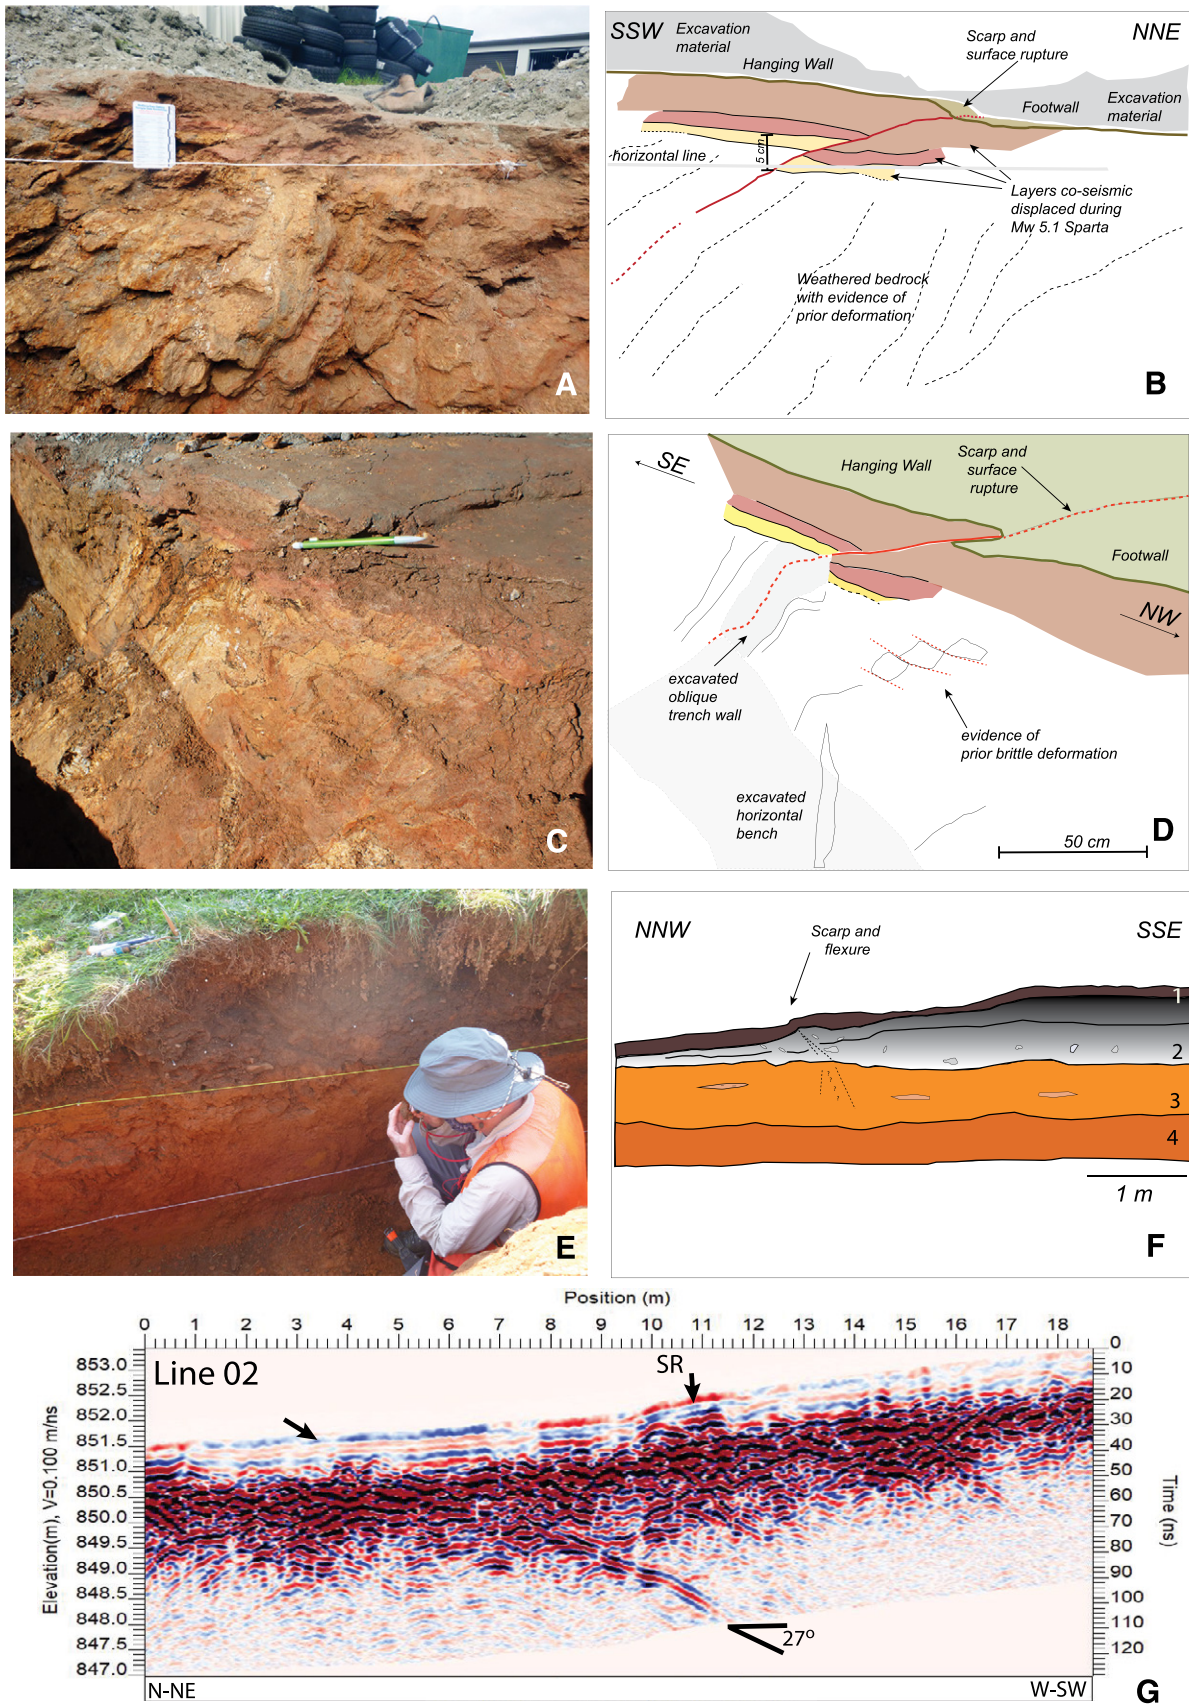 A
SSW
NNE
Excavation
material
Hanging Wall
Scarp and
surface rupture
Footwall
Excavation
material
5 cm
horizontal line
Layers co-seismic
displaced during
Mw 5.1 Sparta
Weathered bedrock
with evidence of
prior deformation
B
C
SE
Hanging Wall
Scarp and
surface
rupture
Footwall
NW
excavated
oblique
trench wall
evidence of
prior brittle deformation
excavated
horizontal
bench
50 cm
D
E
NNW
SSE
Scarp and
flexure
1
2
3
4
1 m
F
Position (m)
0 1 2 3 4 5 6 7 8 9 10 11 12 13 14 15 16 17 18
Line 02
SR
853.0
852.5
852.0
851.5
851.0
850.5
850.0
849.5
849.0
848.5
848.0
847.5
847.0
Elevation(m), V=0.100 m/ns
0
10
20
30
40
50
60
70
80
90
100
110
120
Time (ns)
27°
N-NE
W-SW
G